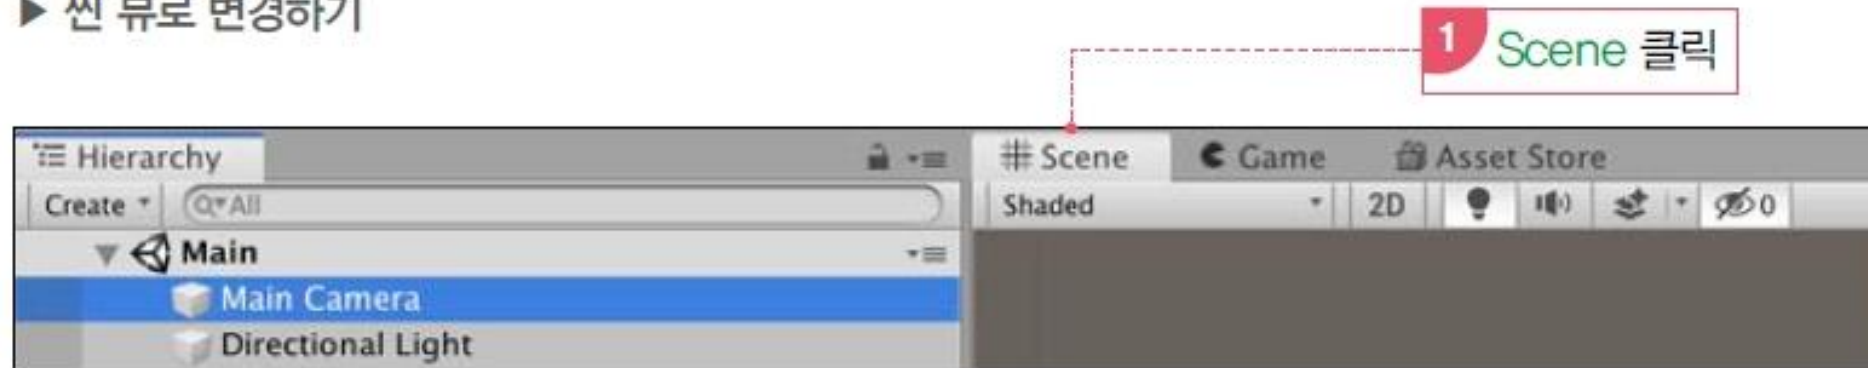 ▶ 씬 뷰로 변경하기
1 Scene 클릭
Hierarchy
Scene Game Asset Store
Create All
Shaded 2D 0
Main
Main Camera
Directional Light